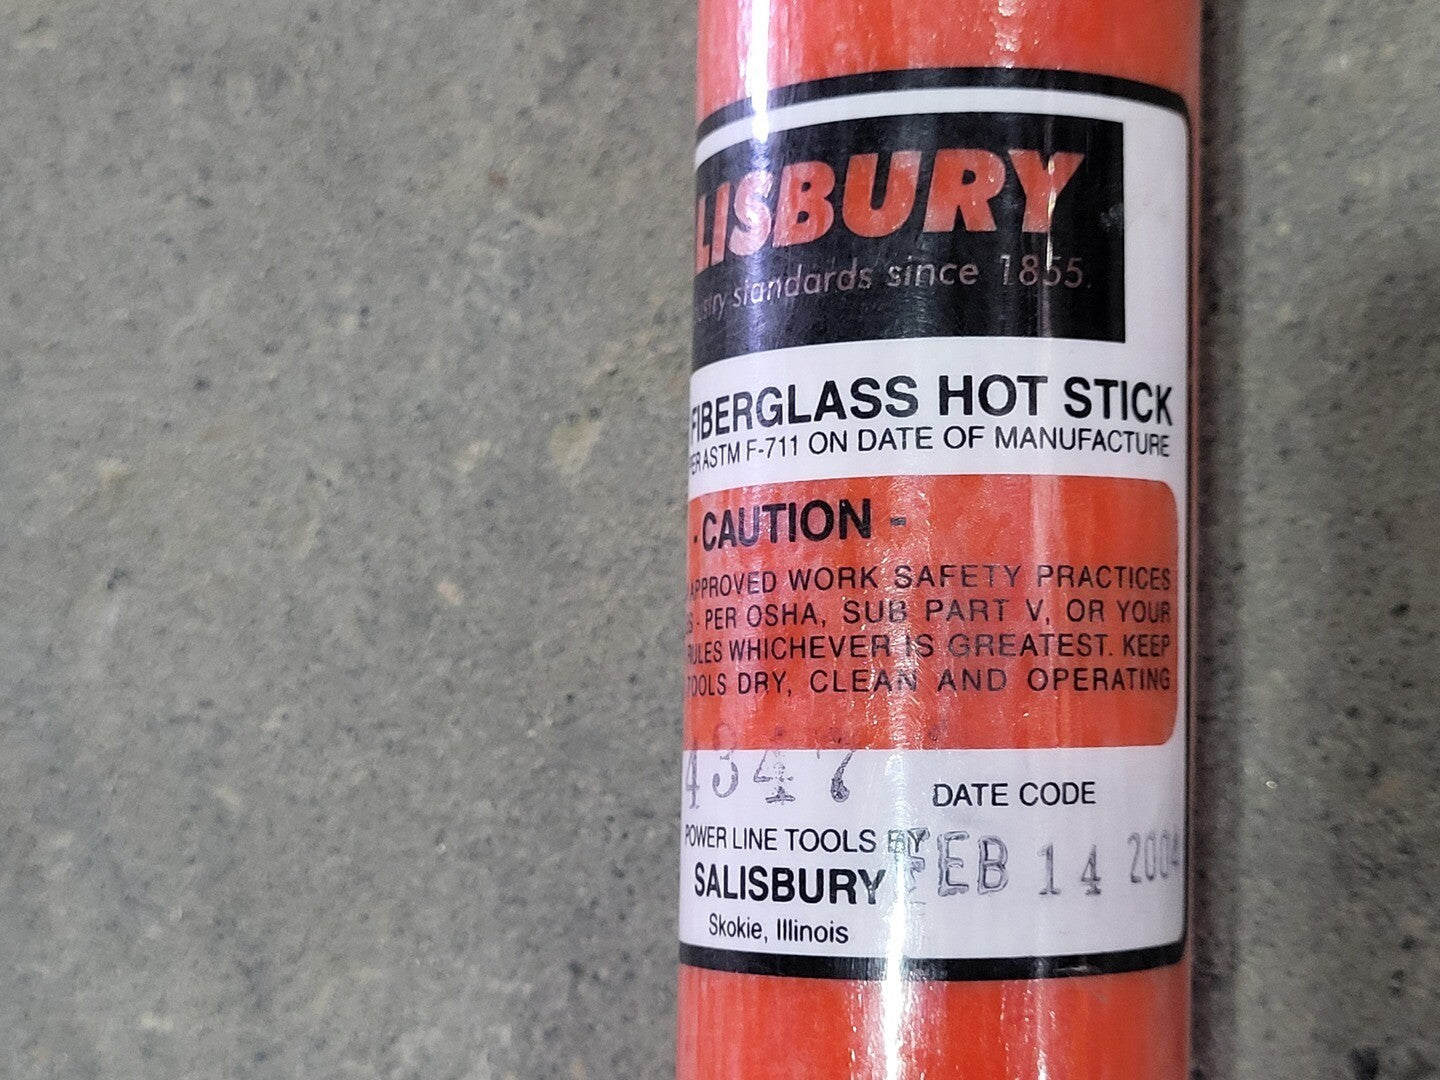 LISBURY
stry standards since 1855.
FIBERGLASS HOT STICK
PER ASTM F-711 ON DATE OF MANUFACTURE
- CAUTION -
APPROVED WORK SAFETY PRACTICES
S - PER OSHA, SUB PART V, OR YOUR
RULES WHICHEVER IS GREATEST. KEEP
TOOLS DRY, CLEAN AND OPERATING
4347
DATE CODE
POWER LINE TOOLS BY
FEB 14 2004
SALISBURY
Skokie, Illinois